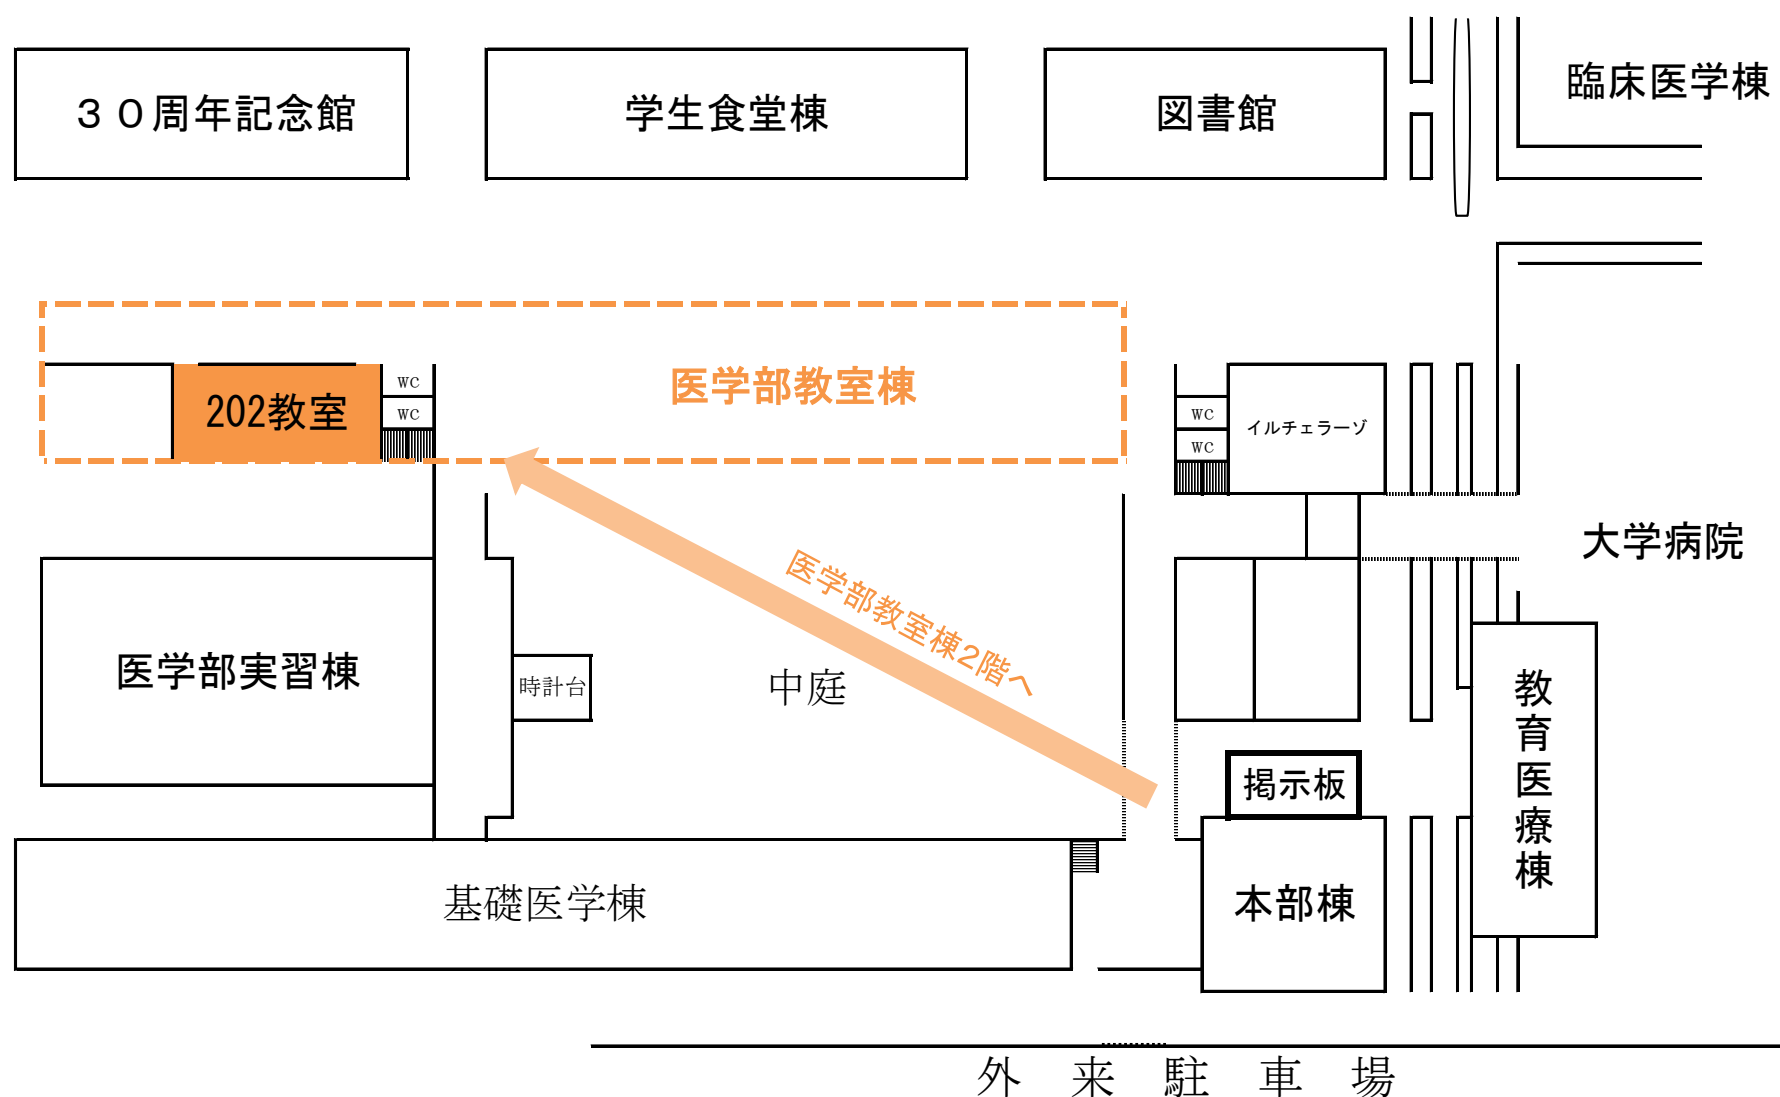 臨床医学棟
３０周年記念館
学生食堂棟
図書館
医学部教室棟
202教室
WC
WC
WC
WC
イルチェラーゾ
大学病院
医学部教室棟2階へ
医学部実習棟
時計台
中庭
教育医療棟
掲示板
基礎医学棟
本部棟
外来駐車場